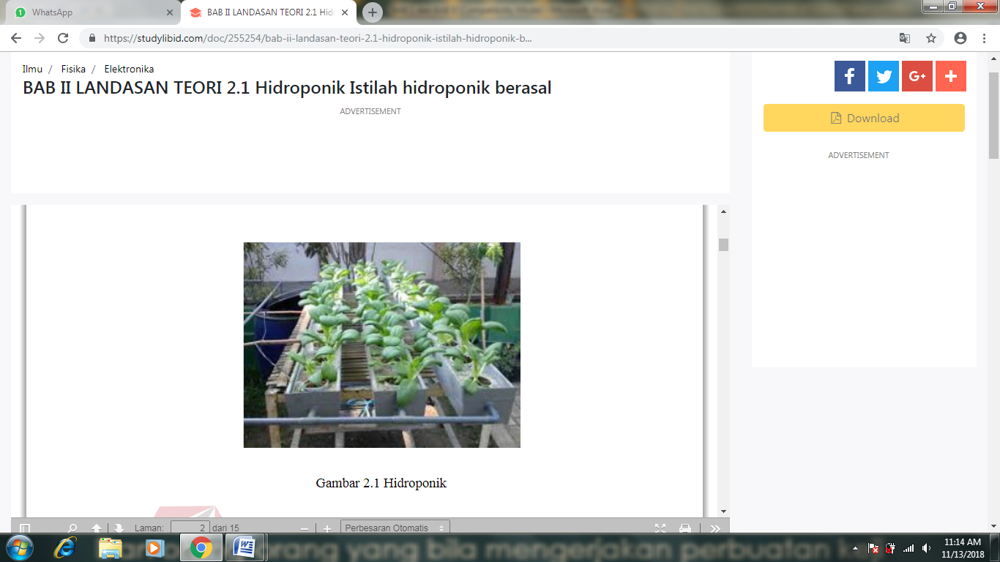 1
WhatsApp
BAB II LANDASAN TEORI 2.1 Hid
https://studylibid.com/doc/255254/bab-ii-landasan-teori-2.1-hidroponik-istilah-hidroponik-b...
Ilmu / Fisika / Elektronika
BAB II LANDASAN TEORI 2.1 Hidroponik Istilah hidroponik berasal
ADVERTISEMENT
Download
ADVERTISEMENT
Gambar 2.1 Hidroponik
Laman: 2 dari 15
Perbesaran Otomatis
orang yang bila mengerjakan perbuatan
11:14 AM
11/13/2018